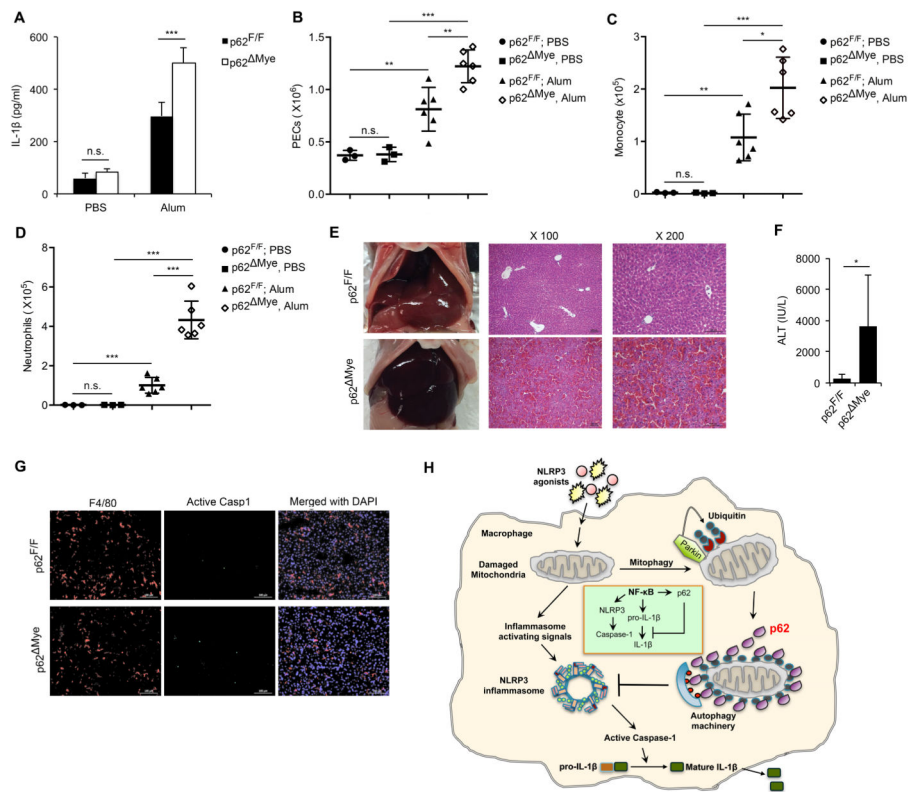 A
600
400
200
0
IL-1β (pg/ml)
***
n.s.
PBS
Alum
p62F/F
p62ΔMye
B
1.5
1.0
0.5
0.0
PECs ( X10⁶)
***
**
**
n.s.
p62F/F; PBS
p62ΔMye, PBS
p62F/F; Alum
p62ΔMye, Alum
C
3
2
1
0
Monocyte (x10⁵)
***
*
**
n.s.
p62F/F; PBS
p62ΔMye, PBS
p62F/F; Alum
p62ΔMye, Alum
D
8
6
4
2
0
Neutrophils ( X10⁵)
***
***
***
n.s.
p62F/F; PBS
p62ΔMye, PBS
p62F/F; Alum
p62ΔMye, Alum
E
X 100
X 200
p62F/F
p62ΔMye
F
8000
6000
4000
2000
0
ALT (IU/L)
*
p62F/F
p62ΔMye
G
F4/80
Active Casp1
Merged with DAPI
p62F/F
p62ΔMye
H
NLRP3
agonists
Macrophage
Damaged
Mitochondria
Mitophagy
Parkin
Ubiquitin
NF-κB
p62
NLRP3
pro-IL-1β
Caspase-1
IL-1β
Inflammasome
activating signals
p62
NLRP3
inflammasome
Autophagy
machinery
Active Caspase-1
pro-IL-1β
Mature IL-1β